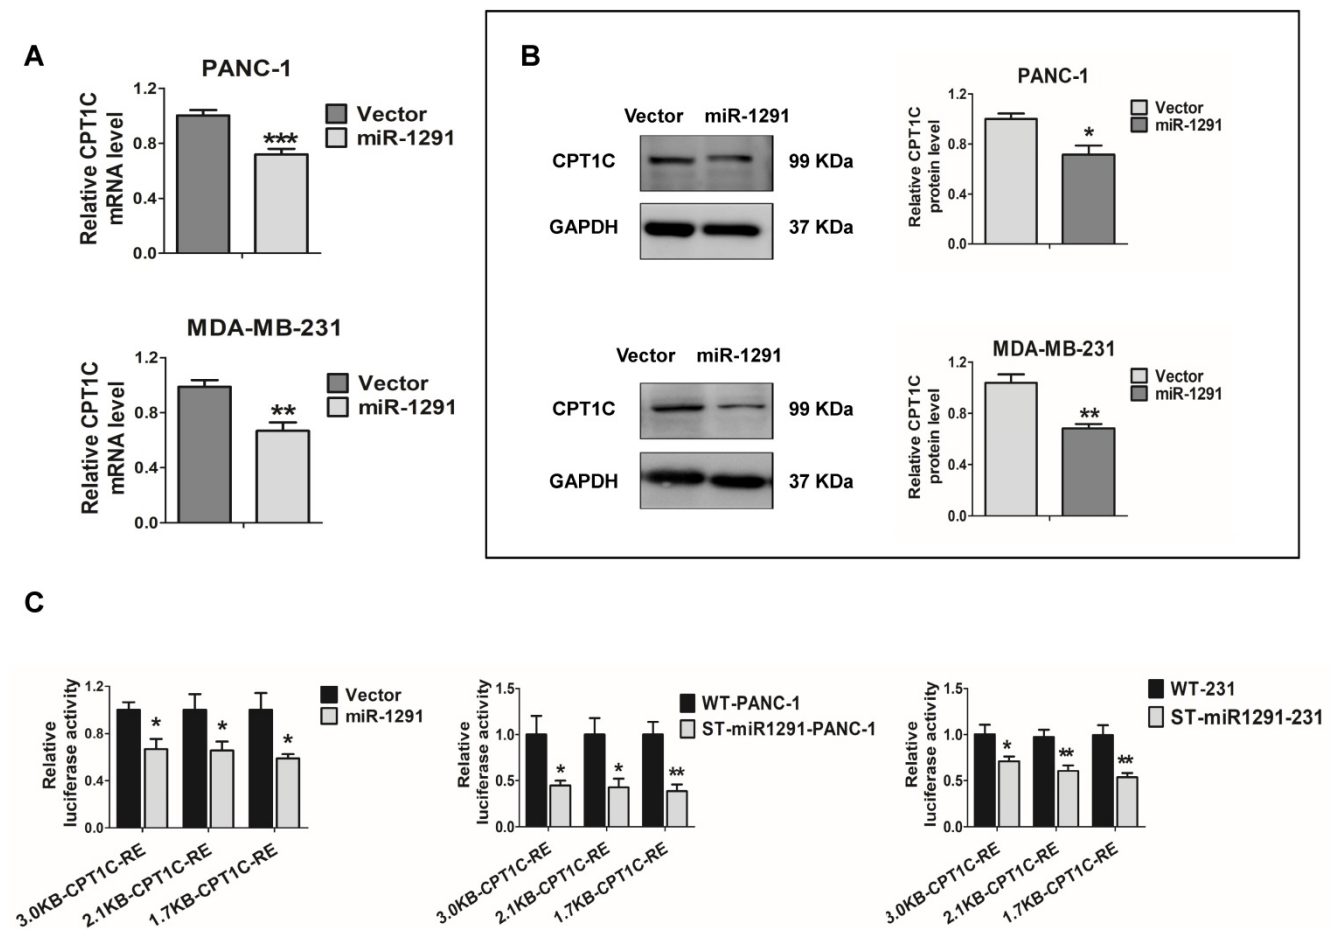 A
PANC-1
Relative CPT1C
mRNA level
1.2
0.8
0.4
0.0
***
Vector
miR-1291
MDA-MB-231
Relative CPT1C
mRNA level
1.2
0.8
0.4
0.0
**
Vector
miR-1291
B
Vector miR-1291
CPT1C 99 KDa
GAPDH 37 KDa
PANC-1
Relative CPT1C
protein level
1.2
0.8
0.4
0.0
*
Vector
miR-1291
Vector miR-1291
CPT1C 99 KDa
GAPDH 37 KDa
MDA-MB-231
Relative CPT1C
protein level
1.2
0.8
0.4
0.0
**
Vector
miR-1291
C
Relative
luciferase activity
1.2
0.8
0.4
0.0
* * *
Vector
miR-1291
3.0KB-CPT1C-RE
2.1KB-CPT1C-RE
1.7KB-CPT1C-RE
Relative
luciferase activity
1.5
1.0
0.5
0.0
* * **
WT-PANC-1
ST-miR1291-PANC-1
3.0KB-CPT1C-RE
2.1KB-CPT1C-RE
1.7KB-CPT1C-RE
Relative
luciferase activity
1.5
1.0
0.5
0.0
* ** **
WT-231
ST-miR1291-231
3.0KB-CPT1C-RE
2.1KB-CPT1C-RE
1.7KB-CPT1C-RE